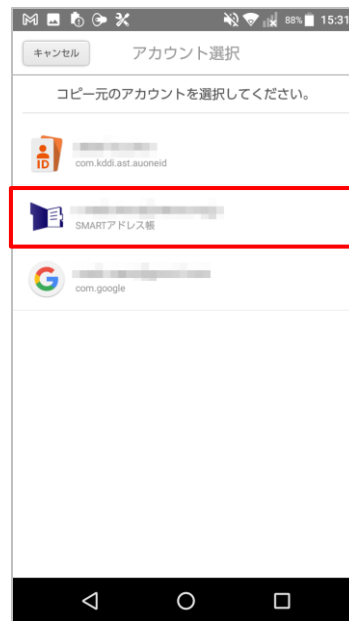 88% 15:31
キャンセル アカウント選択
コピー元のアカウントを選択してください。
ID
com.kddi.ast.auoneid
SMARTアドレス帳
G
com.google